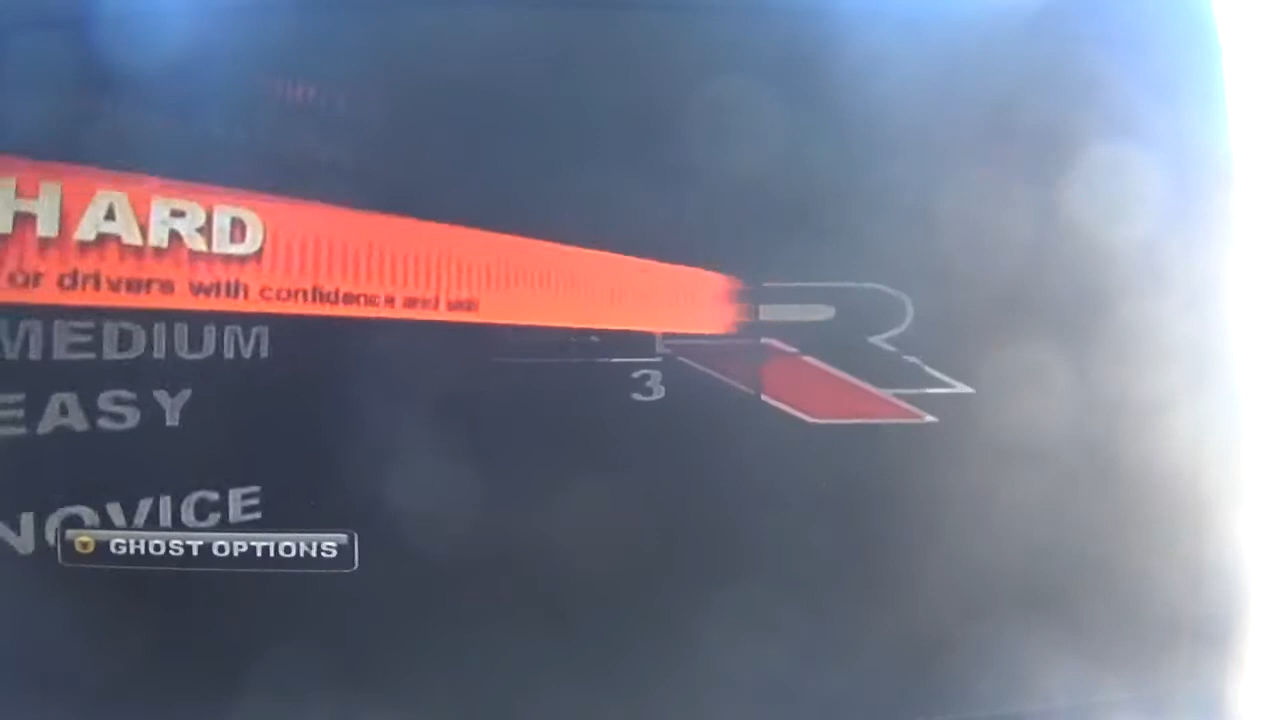 HARD
or drivers with confidence and
MEDIUM
3
EASY
NOVICE
GHOST OPTIONS